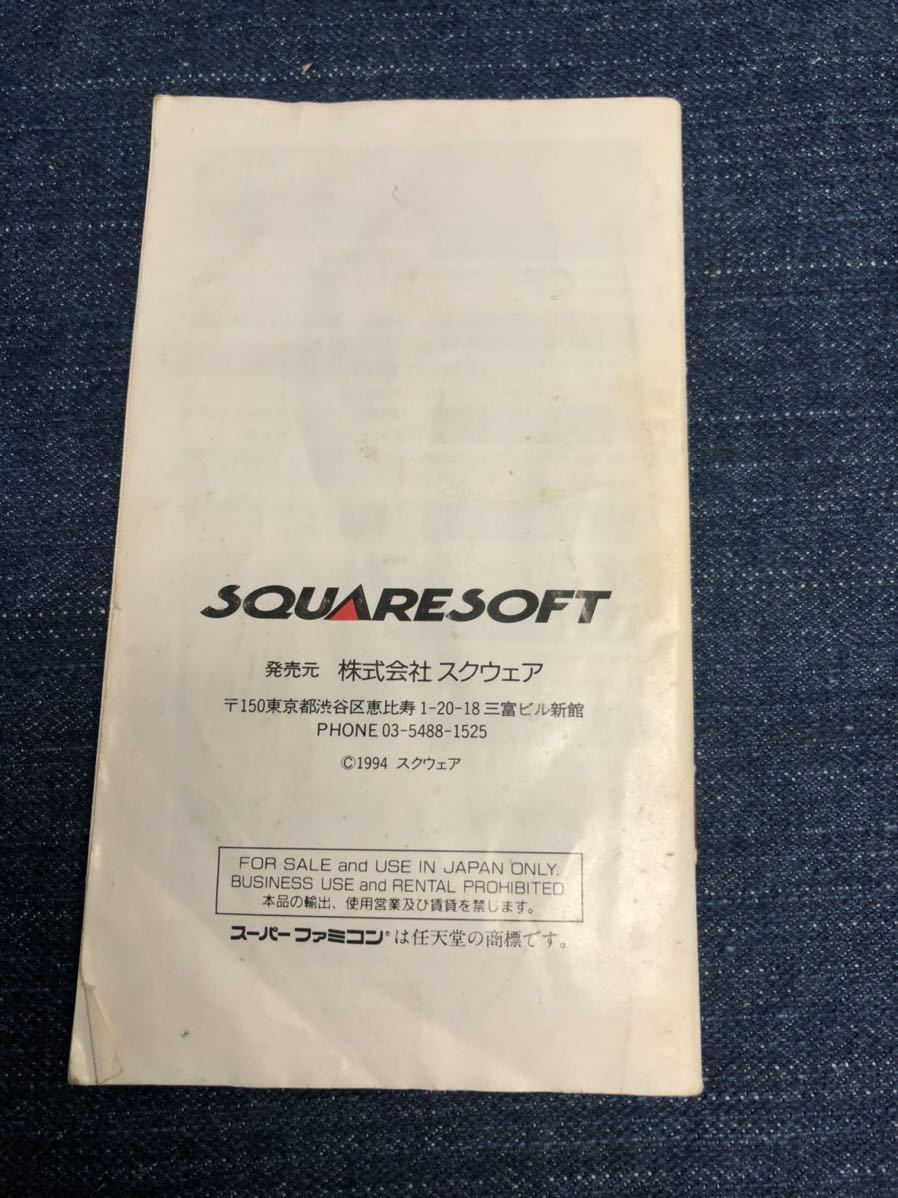 SQUARESOFT
発売元 株式会社 スクウェア
〒150東京都渋谷区恵比寿 1-20-18 三富ビル新館
PHONE 03-5488-1525
©1994 スクウェア
FOR SALE and USE IN JAPAN ONLY.
BUSINESS USE and RENTAL PROHIBITED.
本品の輸出、使用営業及び賃貸を禁じます。
スーパーファミコン®は任天堂の商標です。